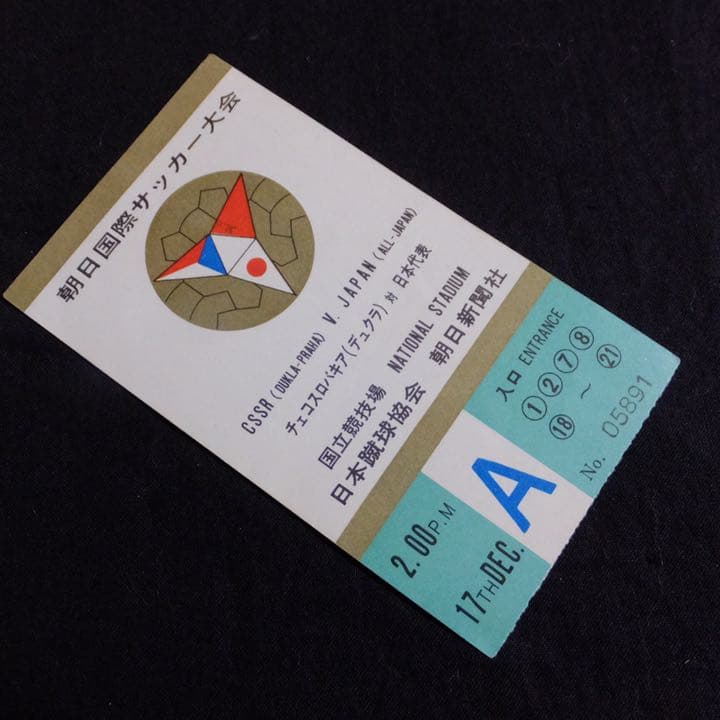 朝日国際サッカー大会
CSSR (DUKLA-PRAHA) V. JAPAN (ALL-JAPAN)
チェコスロバキア(デュクラ) 対 日本代表
国立競技場 NATIONAL STADIUM
日本蹴球協会 朝日新聞社
2.00P.M
17THDEC.
A
入口 ENTRANCE
① ② ⑦ ⑧
⑱ ～ ㉑
No. 05891